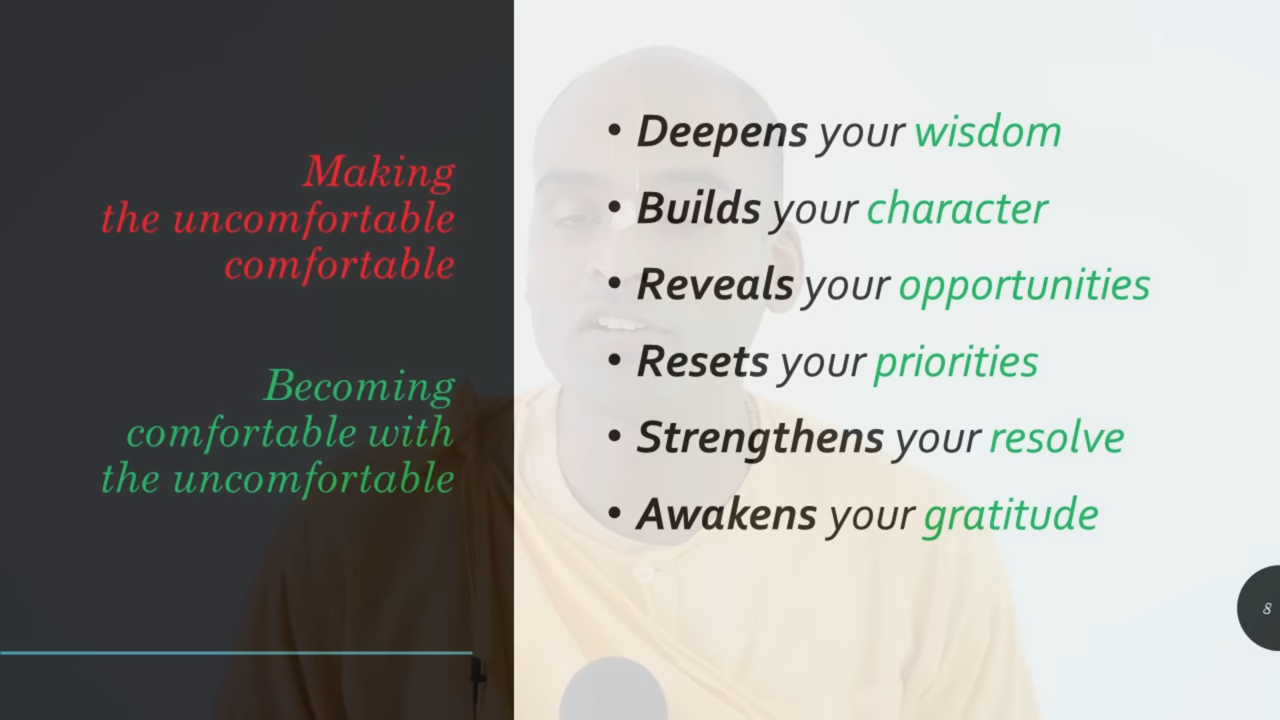 Making
the uncomfortable
comfortable
Becoming
comfortable with
the uncomfortable
• Deepens your wisdom
• Builds your character
• Reveals your opportunities
• Resets your priorities
• Strengthens your resolve
• Awakens your gratitude
8